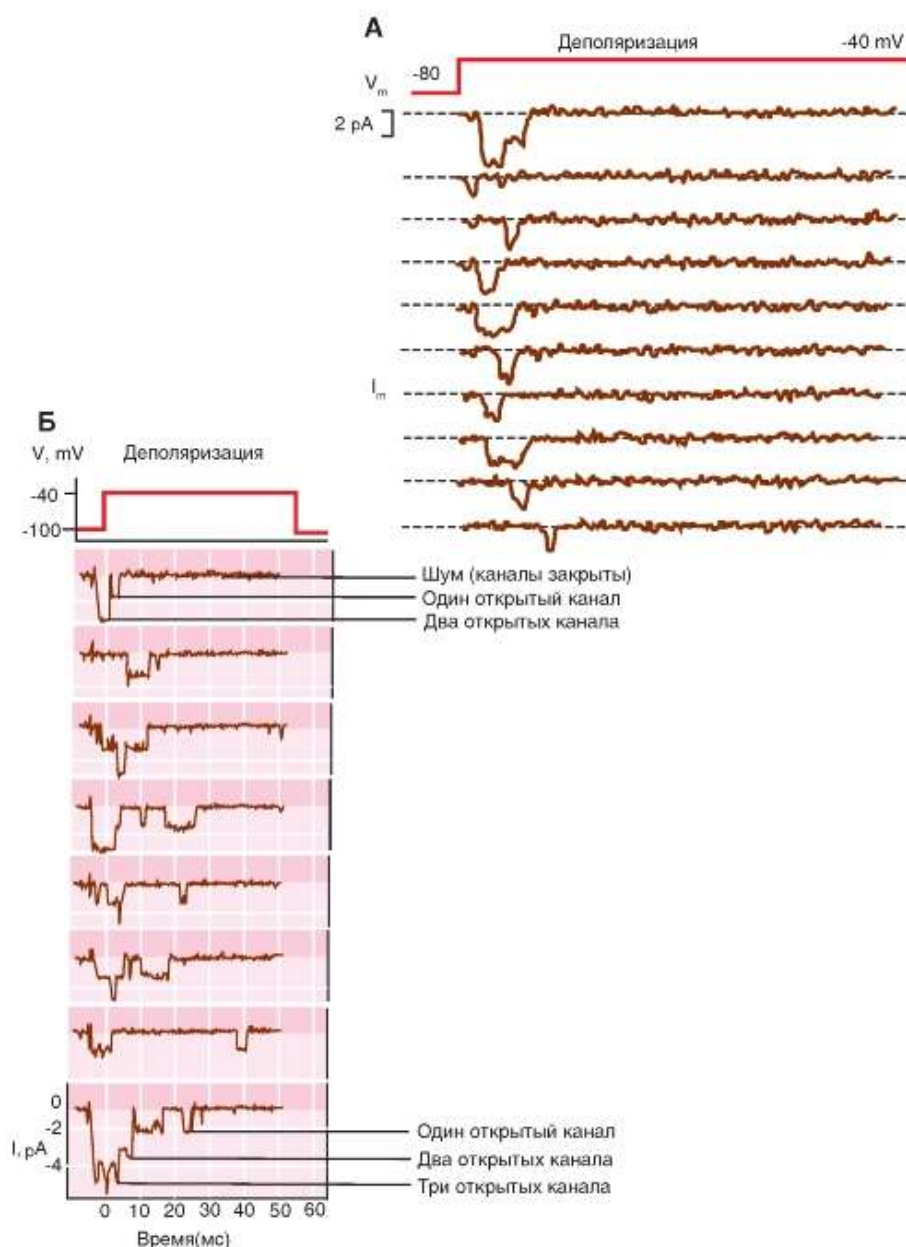 А
Деполяризация
-40 mV
-80
Vm
2 pA
Im
Б
V, mV
Деполяризация
-40
-100
Шум (каналы закрыты)
Один открытый канал
Два открытых канала
0
-2
I, pA
-4
Один открытый канал
Два открытых канала
Три открытых канала
0 10 20 30 40 50 60
Время(мс)